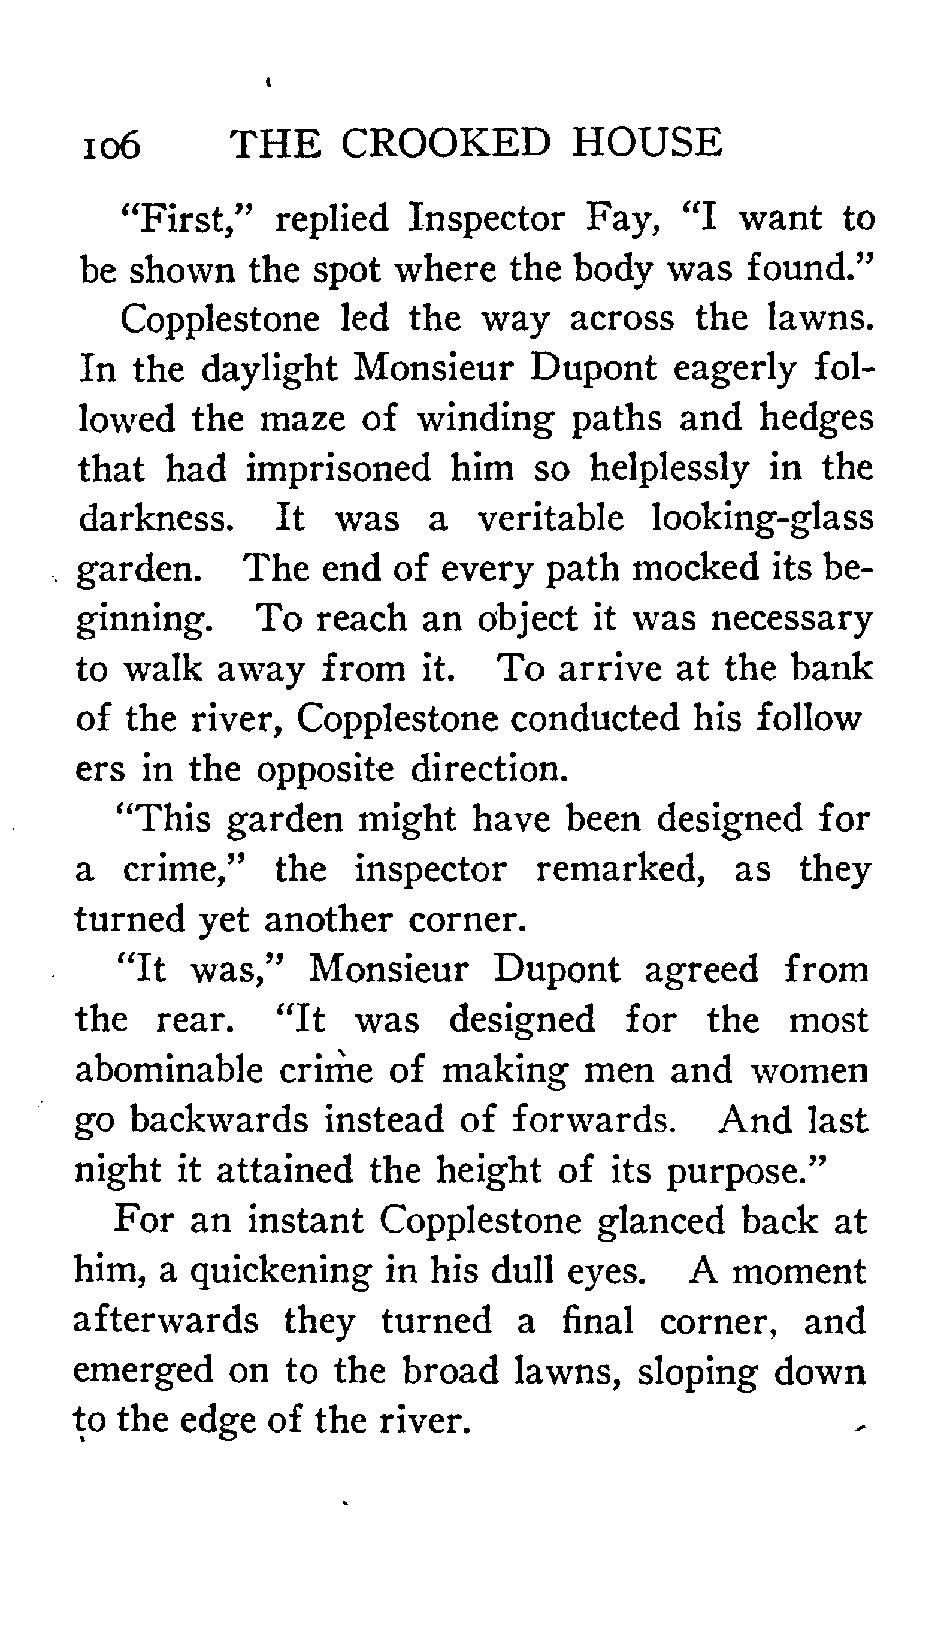 106 THE CROOKED HOUSE
“First,” replied Inspector Fay, “I want to
be shown the spot where the body was found.”
Copplestone led the way across the lawns.
In the daylight Monsieur Dupont eagerly fol-
lowed the maze of winding paths and hedges
that had imprisoned him so helplessly in the
darkness. It was a veritable looking-glass
garden. The end of every path mocked its be-
ginning. To reach an object it was necessary
to walk away from it. To arrive at the bank
of the river, Copplestone conducted his follow
ers in the opposite direction.
“This garden might have been designed for
a crime,” the inspector remarked, as they
turned yet another corner.
“It was,” Monsieur Dupont agreed from
the rear. “It was designed for the most
abominable crime of making men and women
go backwards instead of forwards. And last
night it attained the height of its purpose.”
For an instant Copplestone glanced back at
him, a quickening in his dull eyes. A moment
afterwards they turned a final corner, and
emerged on to the broad lawns, sloping down
to the edge of the river.